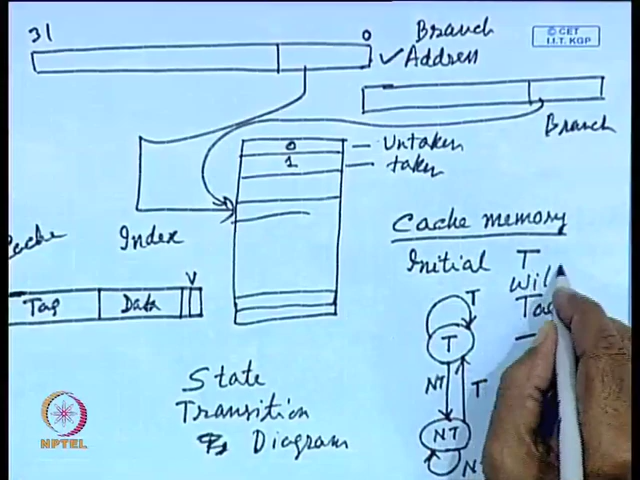 31
0
Branch
Address
© CET
I.I.T. KGP
Branch
0
Untaken
1
taken
Cache memory
Cache
Index
Initial T
V
Tag Data
T
T
NT
T
NT
State
Transition
Diagram
NPTEL